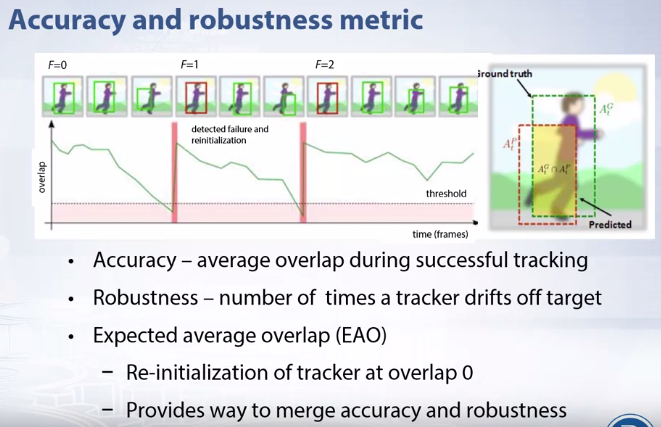 Accuracy and robustness metric
F=0
F=1
F=2
detected failure and
reinitialization
overlap
threshold
time (frames)
Ground truth
A_t^G
A_t^P
A_t^G ∩ A_t^P
Predicted
• Accuracy – average overlap during successful tracking
• Robustness – number of times a tracker drifts off target
• Expected average overlap (EAO)
– Re-initialization of tracker at overlap 0
– Provides way to merge accuracy and robustness